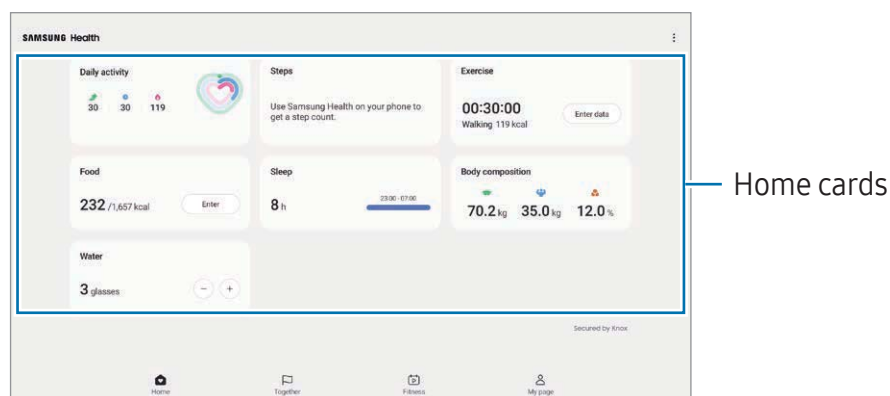 SAMSUNG Health
Daily activity
30 30 119
Steps
Use Samsung Health on your phone to
get a step count.
Exercise
00:30:00
Walking 119 kcal
Enter data
Food
232 /1,657 kcal
Enter
Sleep
8 h
23:00 - 07:00
Body composition
70.2 kg 35.0 kg 12.0 %
Water
3 glasses
Home cards
Secured by Knox
Home
Together
Fitness
My page